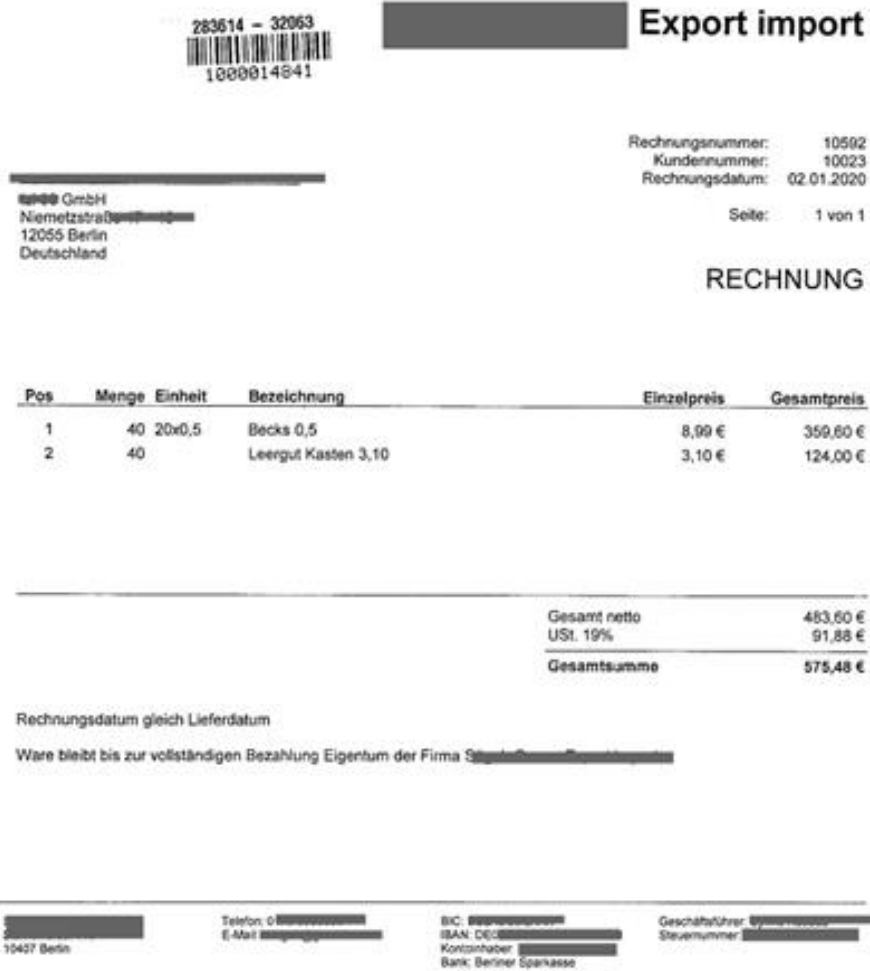 283614 - 32063
1000014841
Export import
Rechnungsnummer: 10592
Kundennummer: 10023
Rechnungsdatum: 02.01.2020
Seite: 1 von 1
GmbH
12055 Berlin
Deutschland
RECHNUNG
Pos Menge Einheit Bezeichnung Einzelpreis Gesamtpreis
1 40 20x0,5 Becks 0,5 8,99 € 359,60 €
2 40 Leergut Kasten 3,10 3,10 € 124,00 €
Gesamt netto 483,60 €
USt. 19% 91,88 €
Gesamtsumme 575,48 €
Rechnungsdatum gleich Lieferdatum
Ware bleibt bis zur vollständigen Bezahlung Eigentum der Firma
Telefon: BIC: Geschäftsführer:
E-Mail IBAN: Steuernummer:
10407 Berlin Kontoinhaber
Bank: Berliner Sparkasse